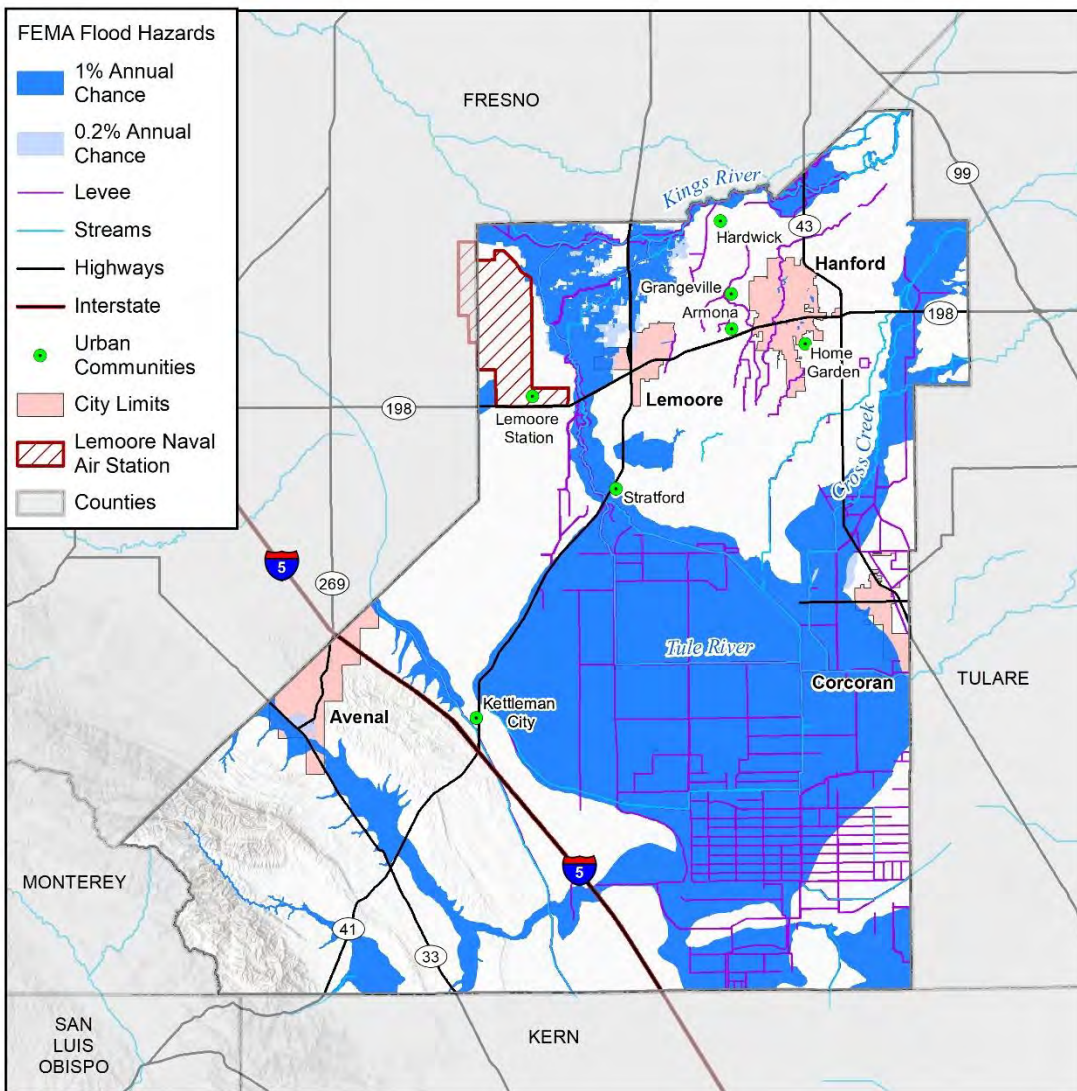 FEMA Flood Hazards
1% Annual
Chance
0.2% Annual
Chance
Levee
Streams
Highways
Interstate
Urban
Communities
City Limits
Lemoore Naval
Air Station
Counties
FRESNO
99
Kings River
Hardwick
43
Hanford
Grangeville
Armona
198
Home
Garden
Lemoore
198
Lemoore
Station
Cross Creek
Stratford
5
269
Tule River
Corcoran
TULARE
Kettleman
City
Avenal
5
MONTEREY
41
33
SAN
LUIS
OBISPO
KERN